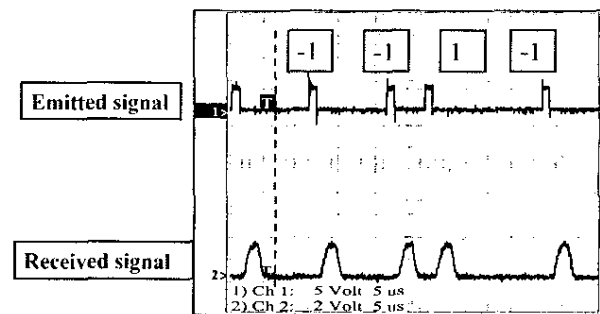 -1 -1 1 -1
Emitted signal
T
1>
Received signal
2>
1) Ch 1: 5 Volt 5 us
2) Ch 2: 2 Volt 5 us